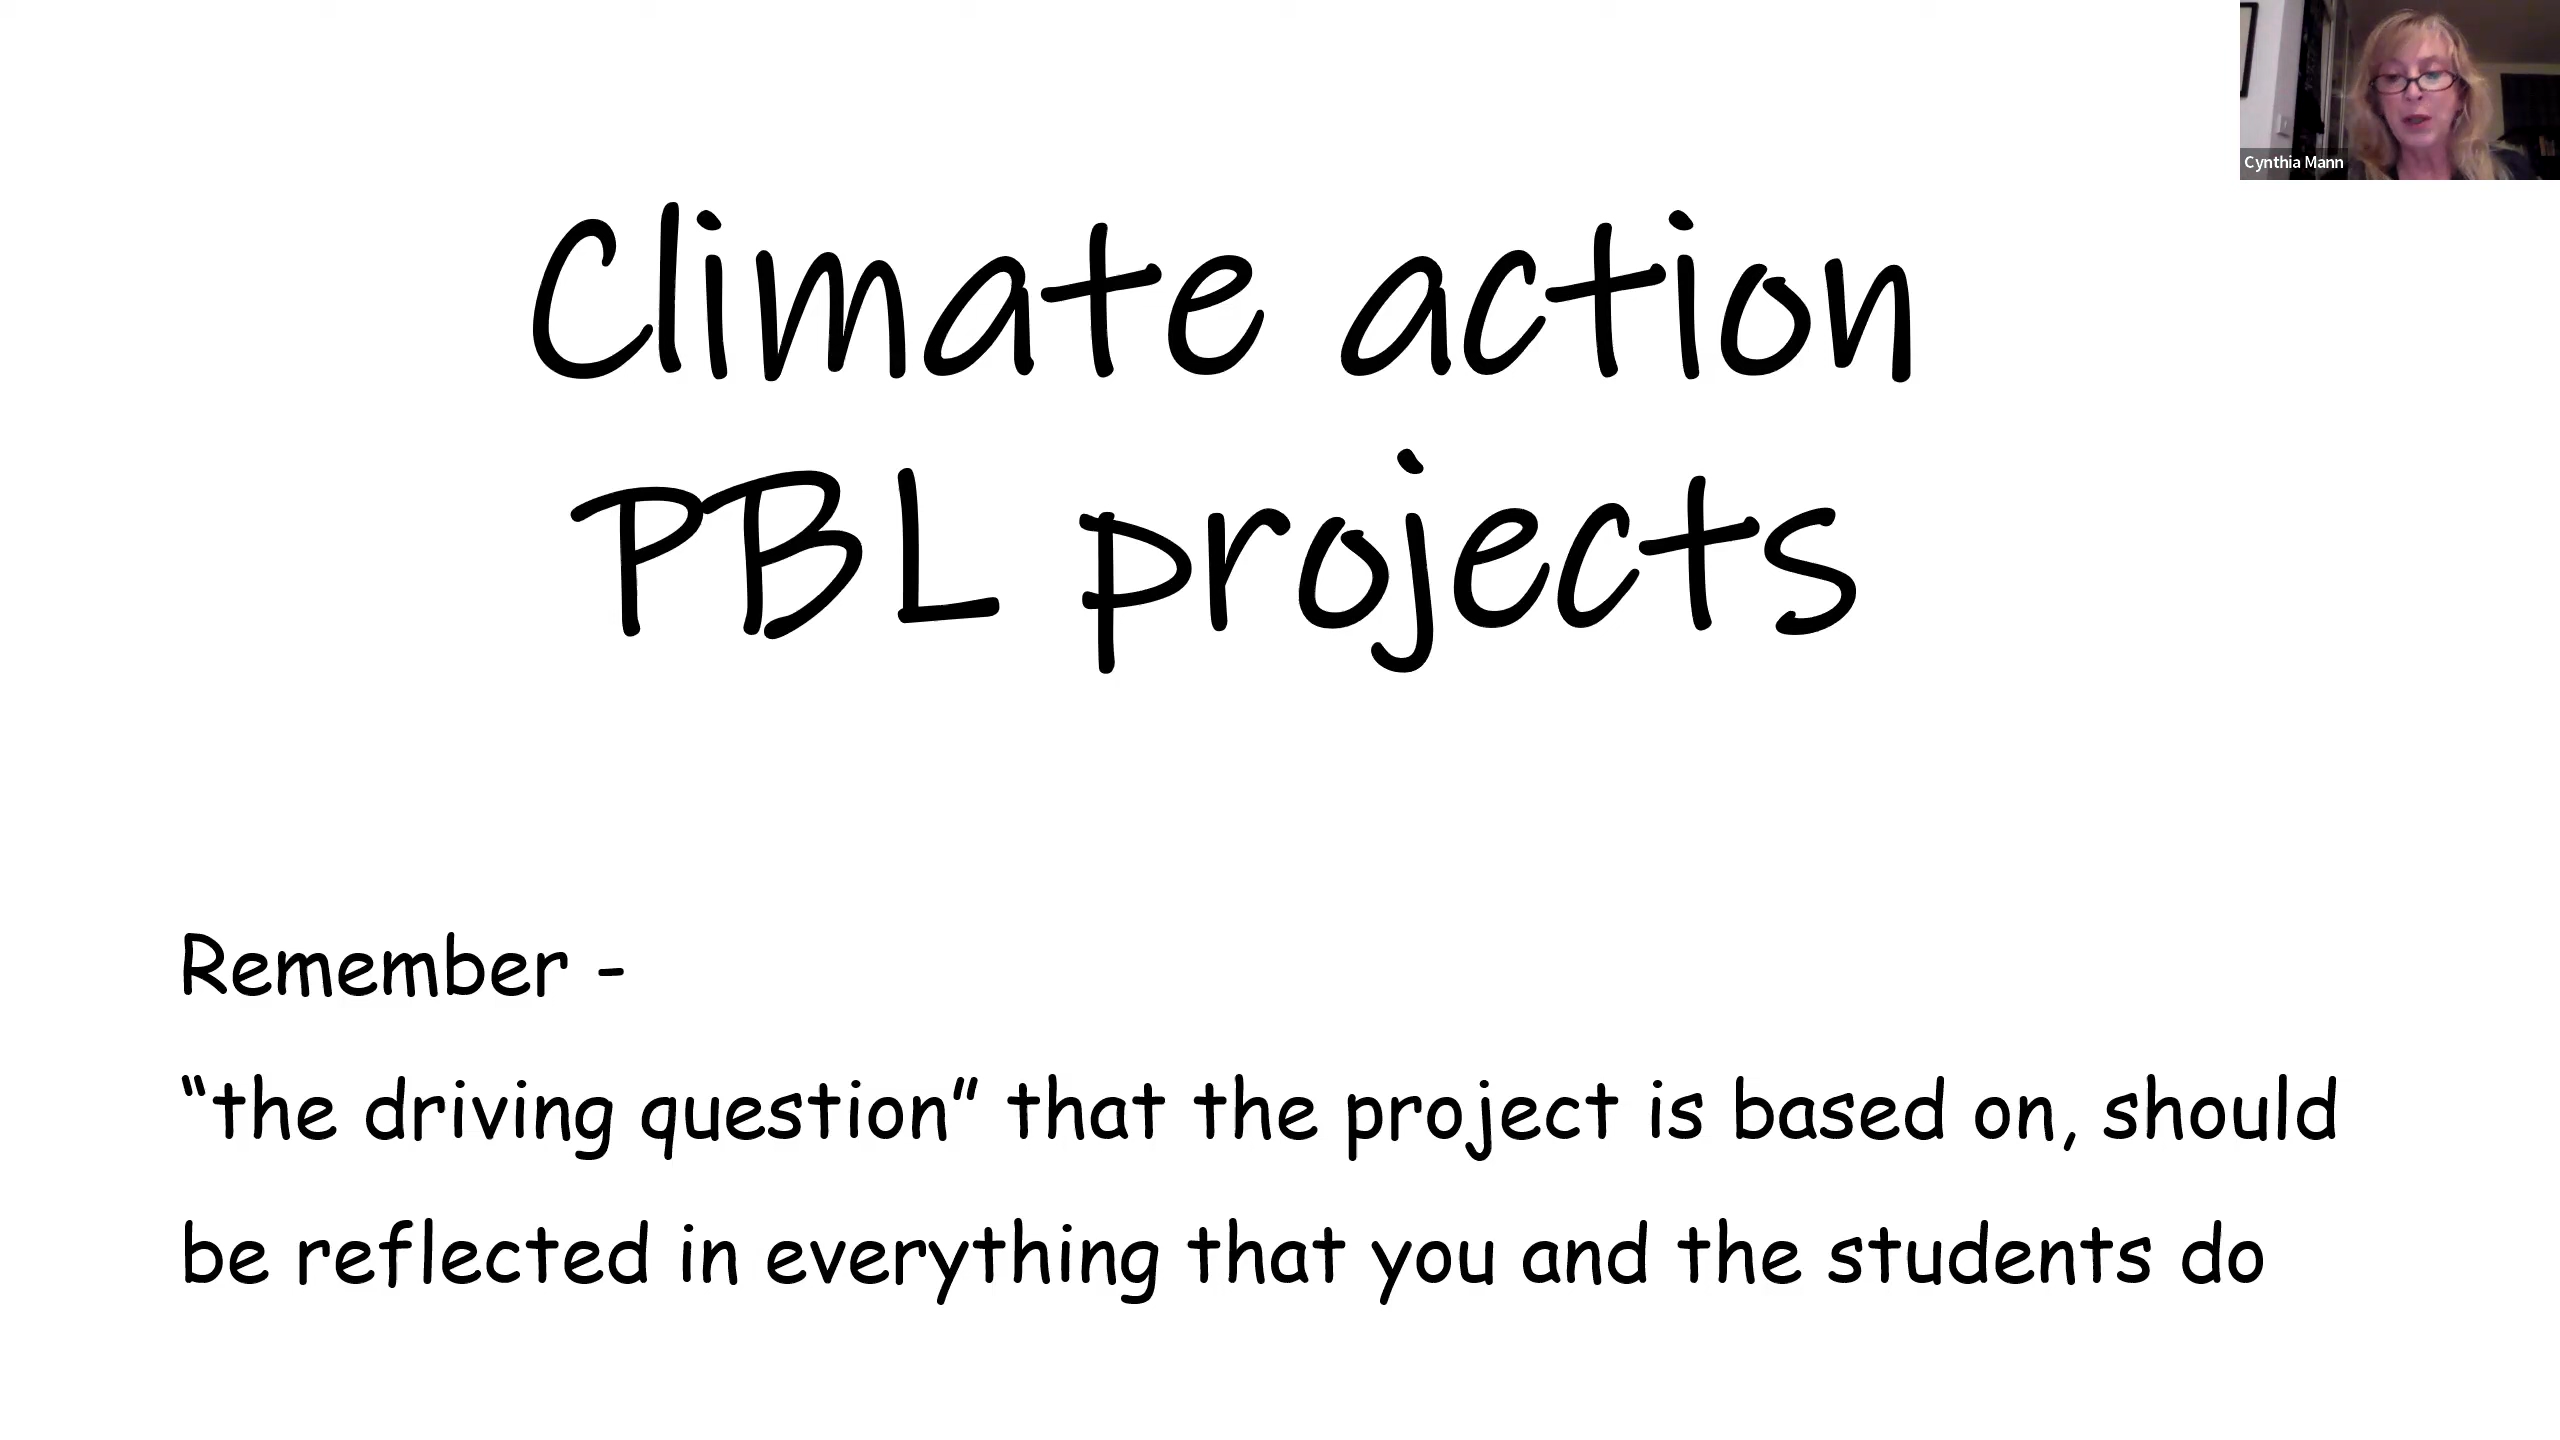 Cynthia Mann
Climate action
PBL projects
Remember -
“the driving question” that the project is based on, should
be reflected in everything that you and the students do